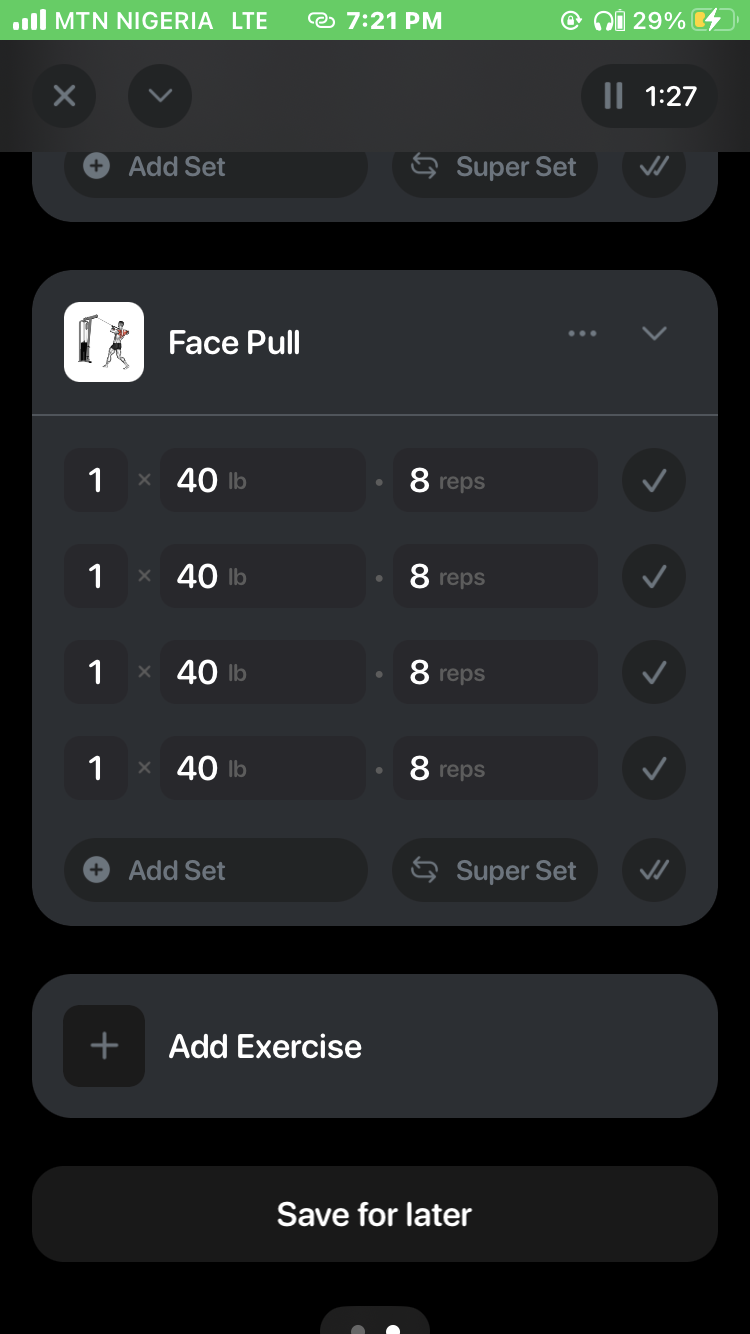 MTN NIGERIA LTE 7:21 PM 29%
1:27
Add Set Super Set
Face Pull
1 × 40 lb · 8 reps
1 × 40 lb · 8 reps
1 × 40 lb · 8 reps
1 × 40 lb · 8 reps
Add Set Super Set
Add Exercise
Save for later